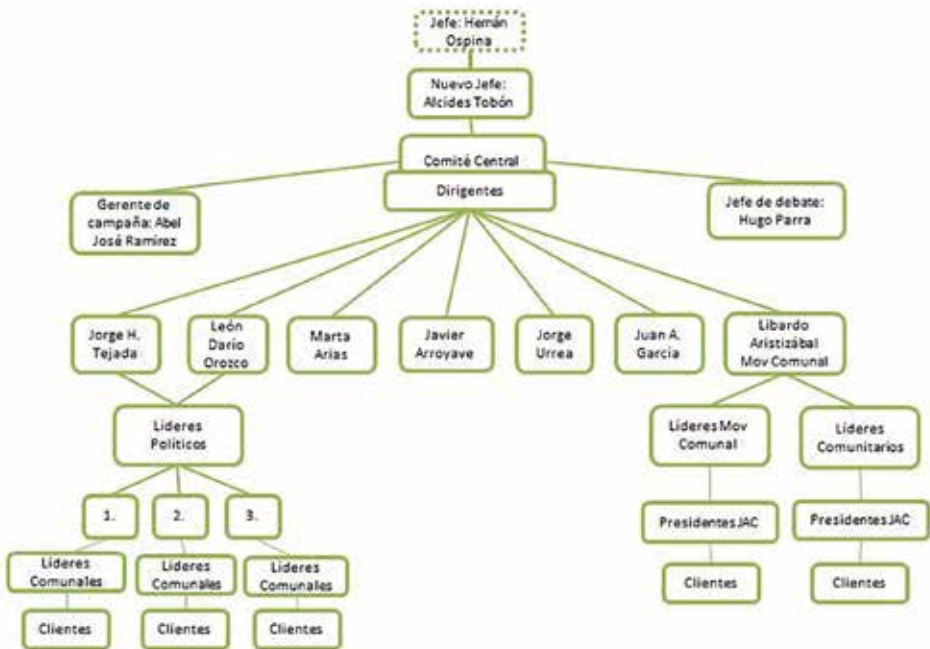 Jefe: Hernán
Ospina
Nuevo Jefe:
Alcides Tobón
Comité Central
Dirigentes
Gerente de
campaña: Abel
José Ramírez
Jefe de debate:
Hugo Parra
Jorge H.
Tejada
León
Darío
Orozco
Marta
Arias
Javier
Arroyave
Jorge
Urrea
Juan A.
García
Libardo
Aristizábal
Mov Comunal
Líderes
Políticos
Líderes Mov
Comunal
Líderes
Comunitarios
1.
2.
3.
Presidentes JAC
Presidentes JAC
Líderes
Comunales
Líderes
Comunales
Líderes
Comunales
Clientes
Clientes
Clientes
Clientes
Clientes